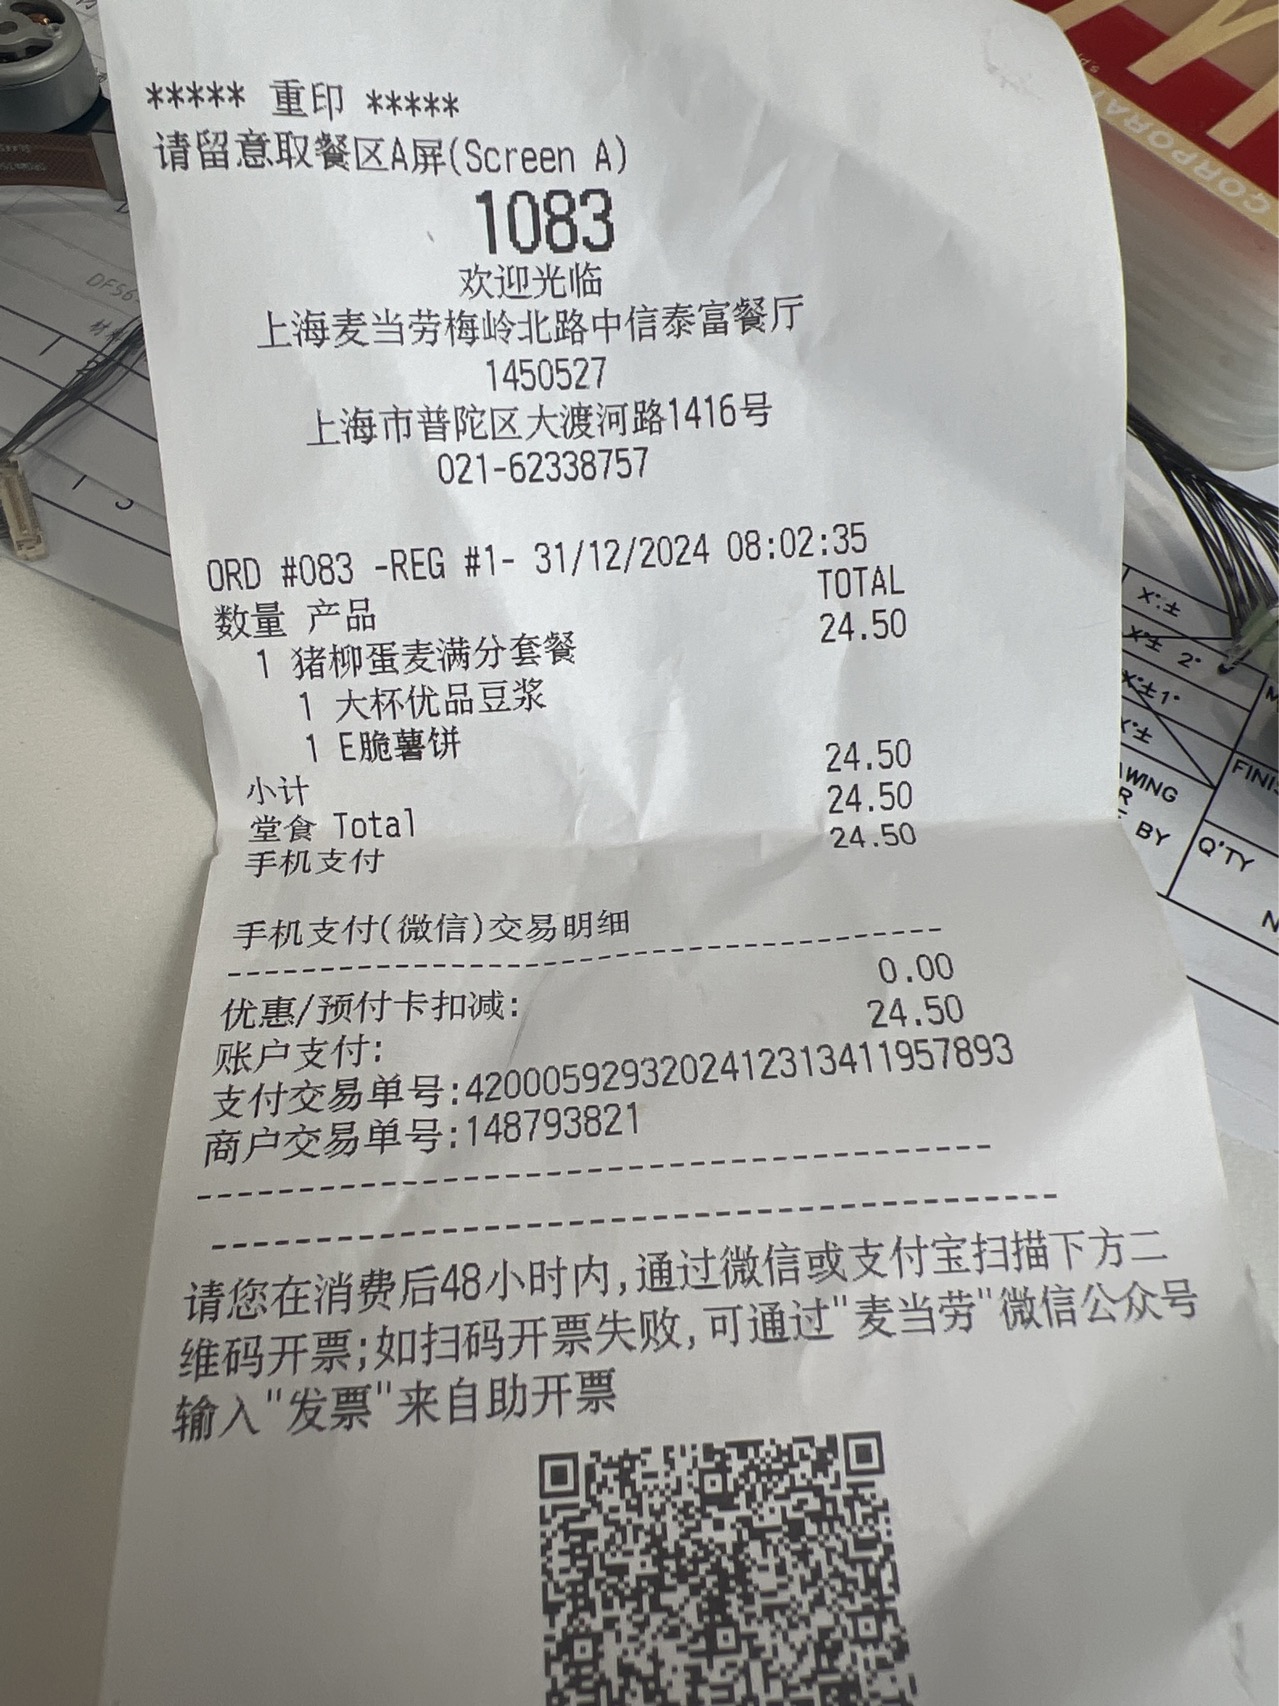 ***** 重印 *****
请留意取餐区A屏(Screen A)
1083
欢迎光临
上海麦当劳梅岭北路中信泰富餐厅
1450527
上海市普陀区大渡河路1416号
021-62338757
ORD #083 -REG #1- 31/12/2024 08:02:35
数量 产品 TOTAL
1 猪柳蛋麦满分套餐 24.50
1 大杯优品豆浆
1 E脆薯饼
小计 24.50
堂食 Total 24.50
手机支付 24.50
手机支付(微信)交易明细
优惠/预付卡扣减: 0.00
账户支付: 24.50
支付交易单号:4200059293202412313411957893
商户交易单号:148793821
请您在消费后48小时内,通过微信或支付宝扫描下方二
维码开票;如扫码开票失败,可通过"麦当劳"微信公众号
输入"发票"来自助开票
CORPORA
X°±
X°± 2°
X°±1°
X°±
BY
Q'TY